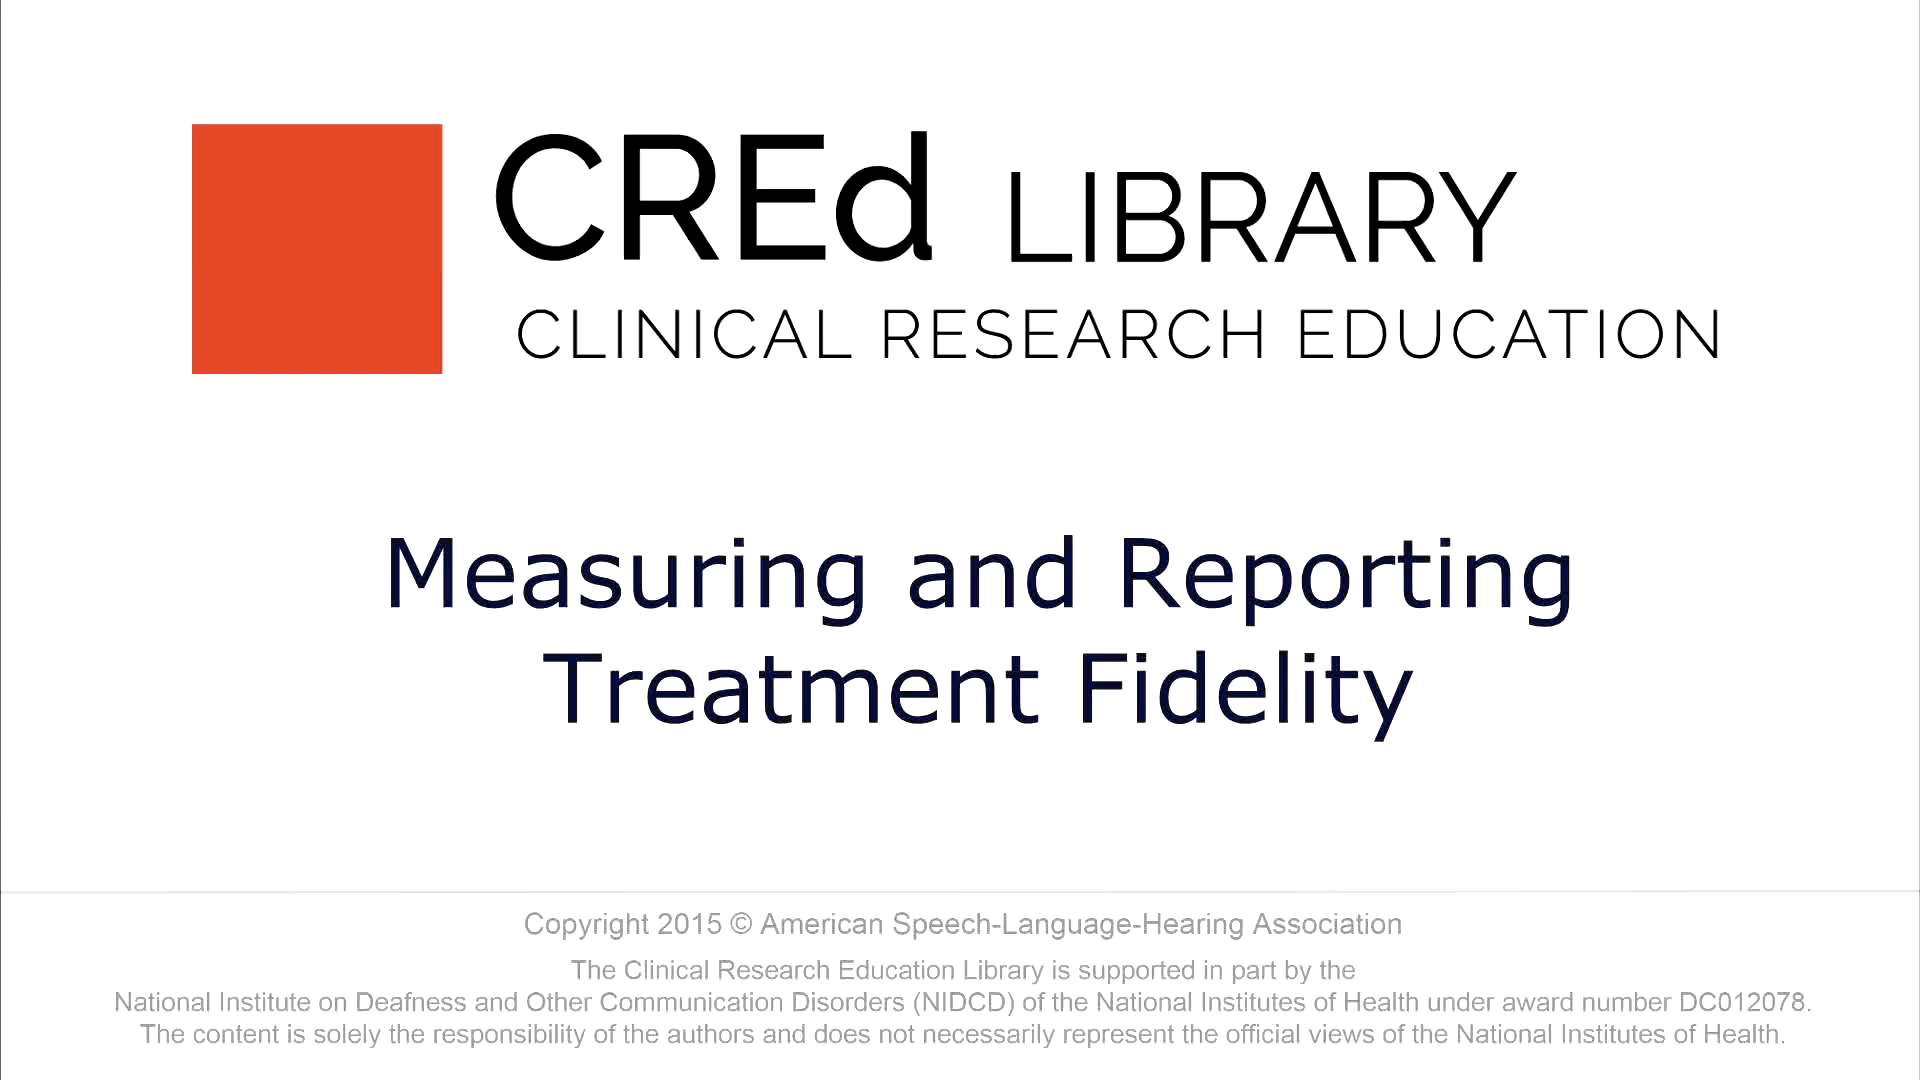 CREd LIBRARY
CLINICAL RESEARCH EDUCATION
Measuring and Reporting
Treatment Fidelity
Copyright 2015 © American Speech-Language-Hearing Association
The Clinical Research Education Library is supported in part by the
National Institute on Deafness and Other Communication Disorders (NIDCD) of the National Institutes of Health under award number DC012078.
The content is solely the responsibility of the authors and does not necessarily represent the official views of the National Institutes of Health.